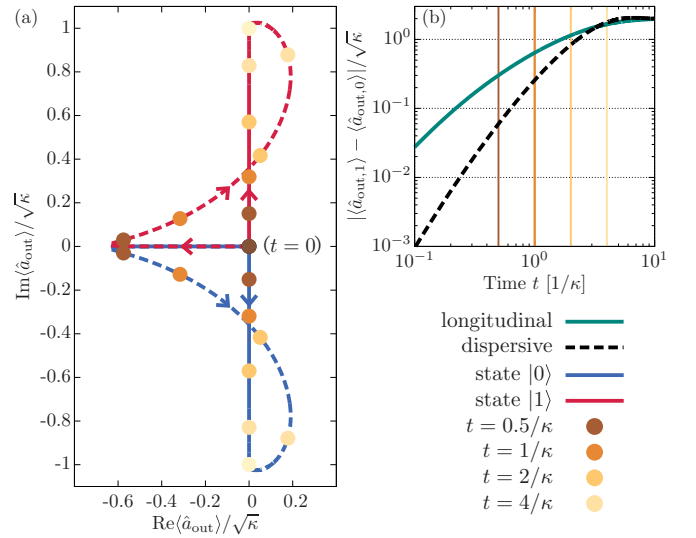 (a)
1
0.8
0.6
0.4
0.2
0
-0.2
-0.4
-0.6
-0.8
-1
Im⟨â_out⟩/√κ
(t = 0)
-0.6 -0.4 -0.2 0 0.2
Re⟨â_out⟩/√κ
(b)
10^0
10^−1
10^−2
10^−3
|⟨â_out,1⟩ − ⟨â_out,0⟩|/√κ
10^−1 10^0 10^1
Time t [1/κ]
longitudinal
dispersive
state |0⟩
state |1⟩
t = 0.5/κ
t = 1/κ
t = 2/κ
t = 4/κ